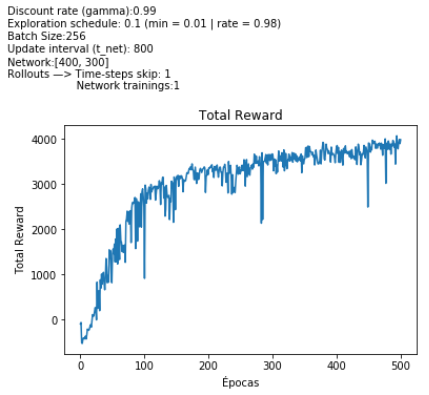 Discount rate (gamma):0.99
Exploration schedule: 0.1 (min = 0.01 | rate = 0.98)
Batch Size:256
Update interval (t_net): 800
Network:[400, 300]
Rollouts —> Time-steps skip: 1
Network trainings:1
Total Reward
4000
3000
2000
1000
0
Total Reward
0 100 200 300 400 500
Épocas